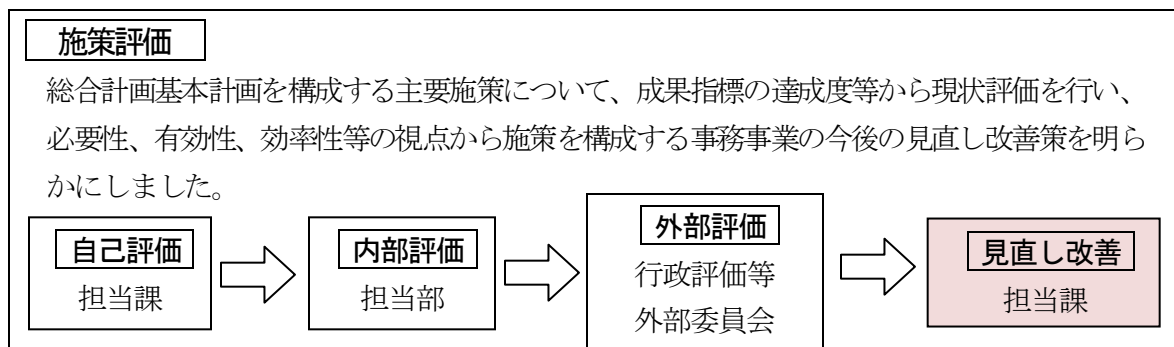 施策評価
総合計画基本計画を構成する主要施策について、成果指標の達成度等から現状評価を行い、
必要性、有効性、効率性等の視点から施策を構成する事務事業の今後の見直し改善策を明ら
かにしました。
自己評価
担当課
内部評価
担当部
外部評価
行政評価等
外部委員会
見直し改善
担当課